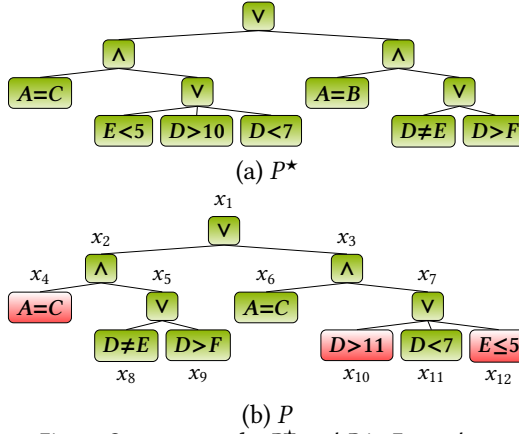 ∨
∧ ∧
A=C ∨ A=B ∨
E<5 D>10 D<7 D≠E D>F
(a) P★
x1
∨
x2 x3
∧ ∧
x4 x5 x6 x7
A=C ∨ A=C ∨
D≠E D>F D>11 D<7 E≤5
x8 x9 x10 x11 x12
(b) P